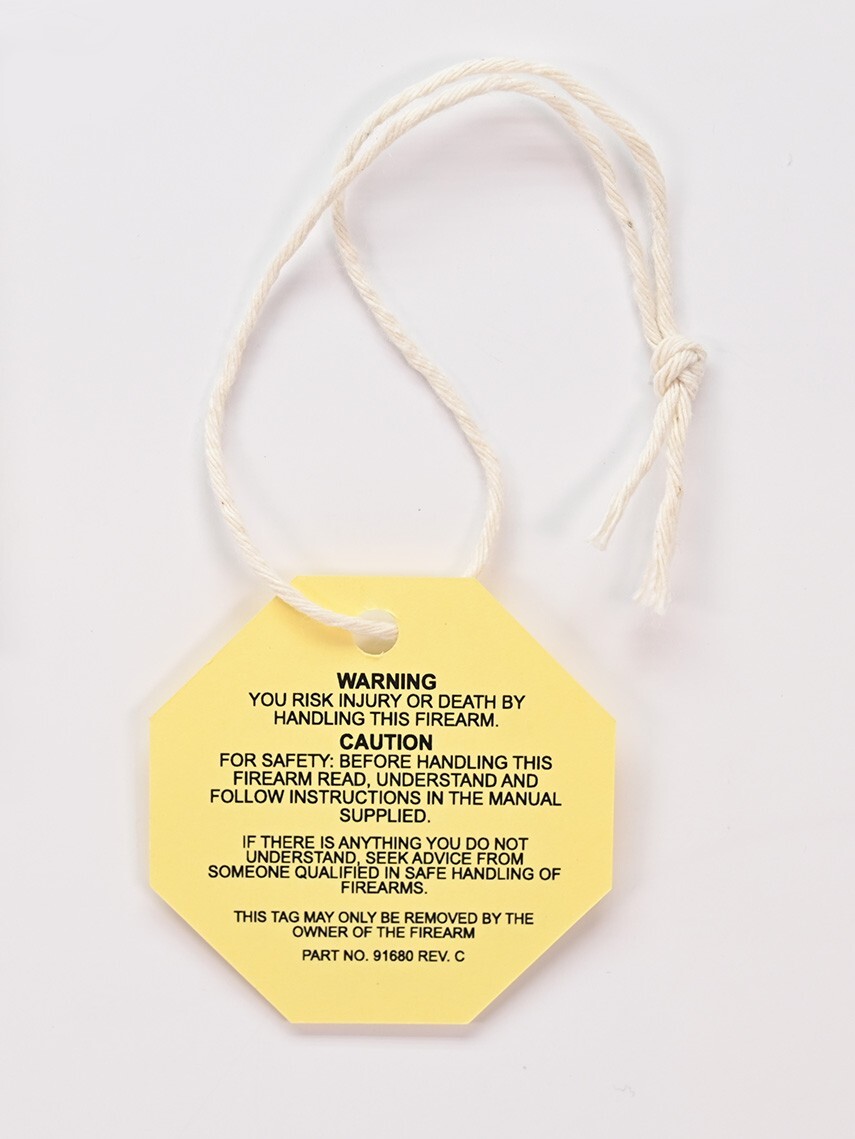 WARNING
YOU RISK INJURY OR DEATH BY
HANDLING THIS FIREARM.
CAUTION
FOR SAFETY: BEFORE HANDLING THIS
FIREARM READ, UNDERSTAND AND
FOLLOW INSTRUCTIONS IN THE MANUAL
SUPPLIED.
IF THERE IS ANYTHING YOU DO NOT
UNDERSTAND, SEEK ADVICE FROM
SOMEONE QUALIFIED IN SAFE HANDLING OF
FIREARMS.
THIS TAG MAY ONLY BE REMOVED BY THE
OWNER OF THE FIREARM
PART NO. 91680 REV. C